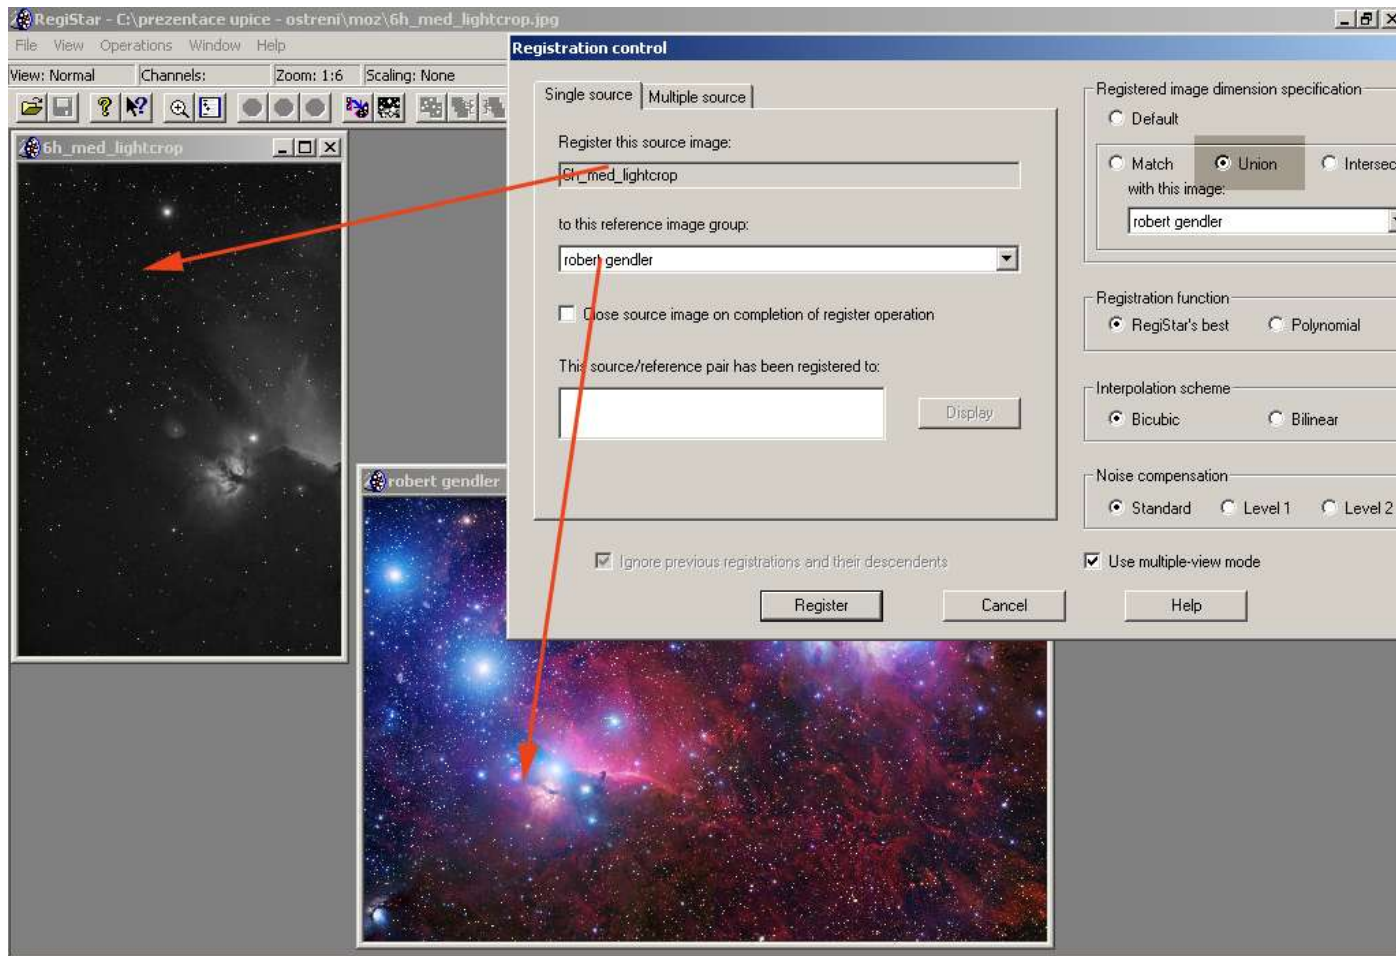 RegiStar - C:\prezentace upice - ostreni\moz\6h_med_lightcrop.jpg
File View Operations Window Help
View: Normal Channels: Zoom: 1:6 Scaling: None
6h_med_lightcrop
robert gendler
Registration control
Single source Multiple source
Register this source image:
6h_med_lightcrop
to this reference image group:
robert gendler
Close source image on completion of register operation
This source/reference pair has been registered to:
Display
Ignore previous registrations and their descendents
Registered image dimension specification
Default
Match Union Intersec
with this image:
robert gendler
Registration function
RegiStar's best Polynomial
Interpolation scheme
Bicubic Bilinear
Noise compensation
Standard Level 1 Level 2
Use multiple-view mode
Register Cancel Help